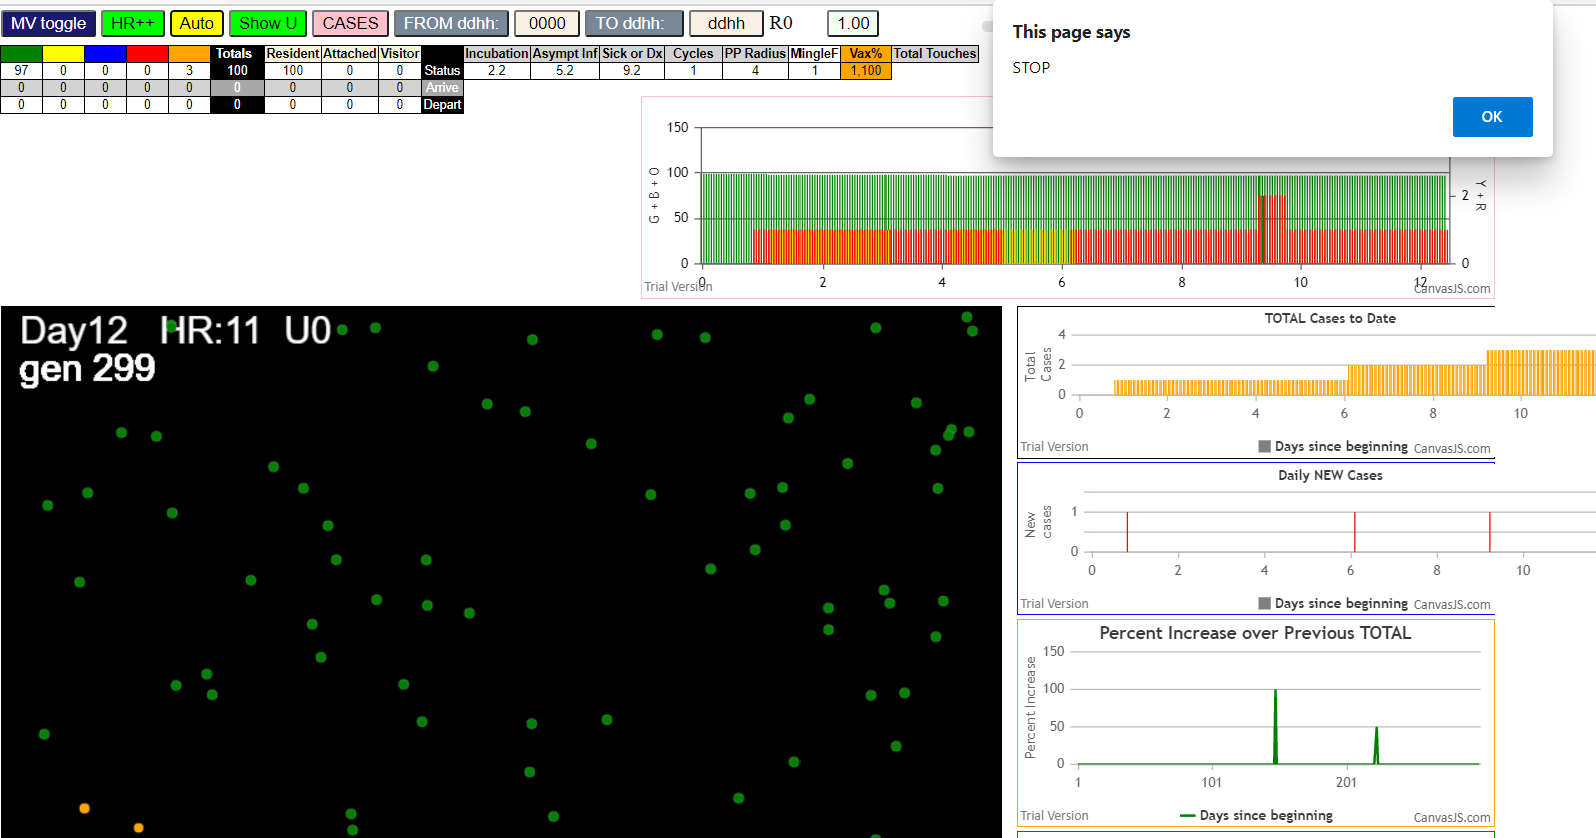 MV toggle HR++ Auto Show U CASES FROM ddhh: 0000 TO ddhh: ddhh R0 1.00
Totals Resident Attached Visitor Incubation Asympt Inf Sick or Dx Cycles PP Radius MingleF Vax% Total Touches
97 0 0 0 3 100 100 0 0 Status 2.2 5.2 9.2 1 4 1 1,100
0 0 0 0 0 0 0 0 0 Arrive
0 0 0 0 0 0 0 0 0 Depart
This page says
STOP
OK
150
100
50
0
G + B + O
2
0
Y + R
0 2 4 6 8 10 12
Trial Version
CanvasJS.com
Day12 HR:11 U0
gen 299
TOTAL Cases to Date
Total
Cases
4
2
0
0 2 4 6 8 10
Days since beginning
Trial Version
CanvasJS.com
Daily NEW Cases
New
cases
1
0
0 2 4 6 8 10
Days since beginning
Trial Version
CanvasJS.com
Percent Increase over Previous TOTAL
Percent Increase
150
100
50
0
1 101 201
Days since beginning
Trial Version
CanvasJS.com